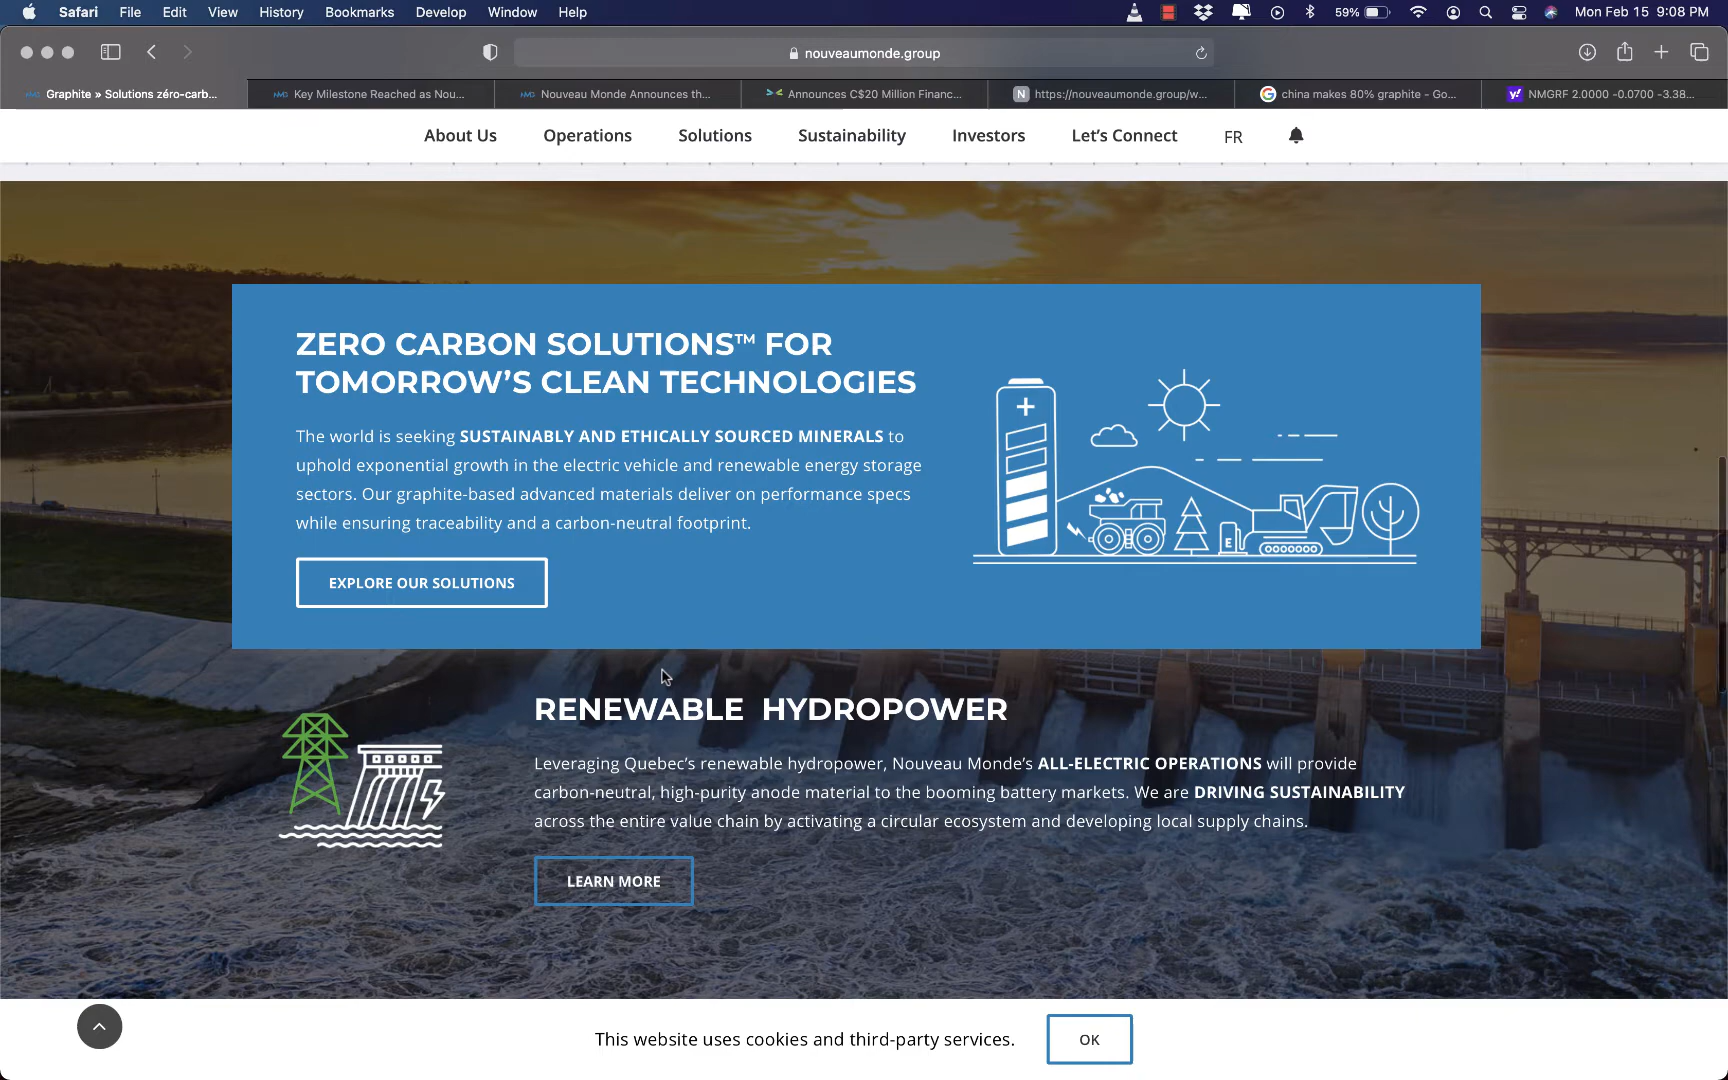 Safari File Edit View History Bookmarks Develop Window Help 59% Mon Feb 15 9:08 PM
nouveaumonde.group
Graphite » Solutions zéro-carb... Key Milestone Reached as Nou... Nouveau Monde Announces th... Announces C$20 Million Financ... N https://nouveaumonde.group/w... G china makes 80% graphite - Go... y! NMGRF 2.0000 -0.0700 -3.38...
About Us Operations Solutions Sustainability Investors Let's Connect FR
ZERO CARBON SOLUTIONS™ FOR
TOMORROW'S CLEAN TECHNOLOGIES
The world is seeking SUSTAINABLY AND ETHICALLY SOURCED MINERALS to
uphold exponential growth in the electric vehicle and renewable energy storage
sectors. Our graphite-based advanced materials deliver on performance specs
while ensuring traceability and a carbon-neutral footprint.
E
EXPLORE OUR SOLUTIONS
RENEWABLE HYDROPOWER
Leveraging Quebec's renewable hydropower, Nouveau Monde's ALL-ELECTRIC OPERATIONS will provide
carbon-neutral, high-purity anode material to the booming battery markets. We are DRIVING SUSTAINABILITY
across the entire value chain by activating a circular ecosystem and developing local supply chains.
LEARN MORE
This website uses cookies and third-party services. OK